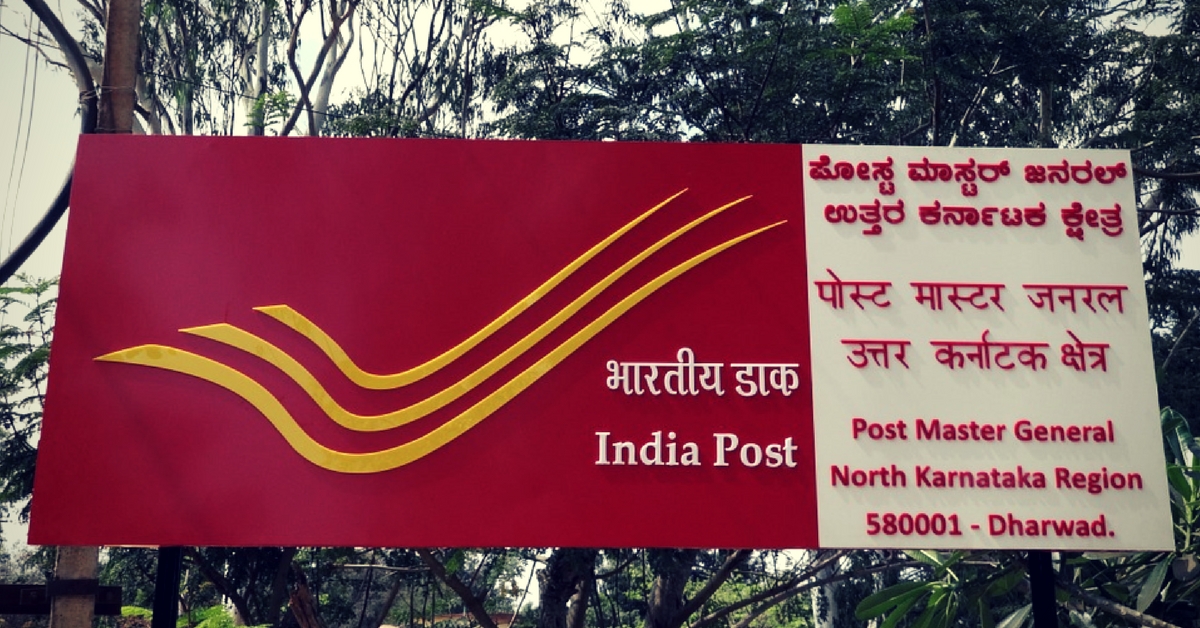 भारतीय डाक
India Post
ಪೋಸ್ಟ ಮಾಸ್ಟರ್ ಜನರಲ್
ಉತ್ತರ ಕರ್ನಾಟಕ ಕ್ಷೇತ್ರ
पोस्ट मास्टर जनरल
उत्तर कर्नाटक क्षेत्र
Post Master General
North Karnataka Region
580001 - Dharwad.